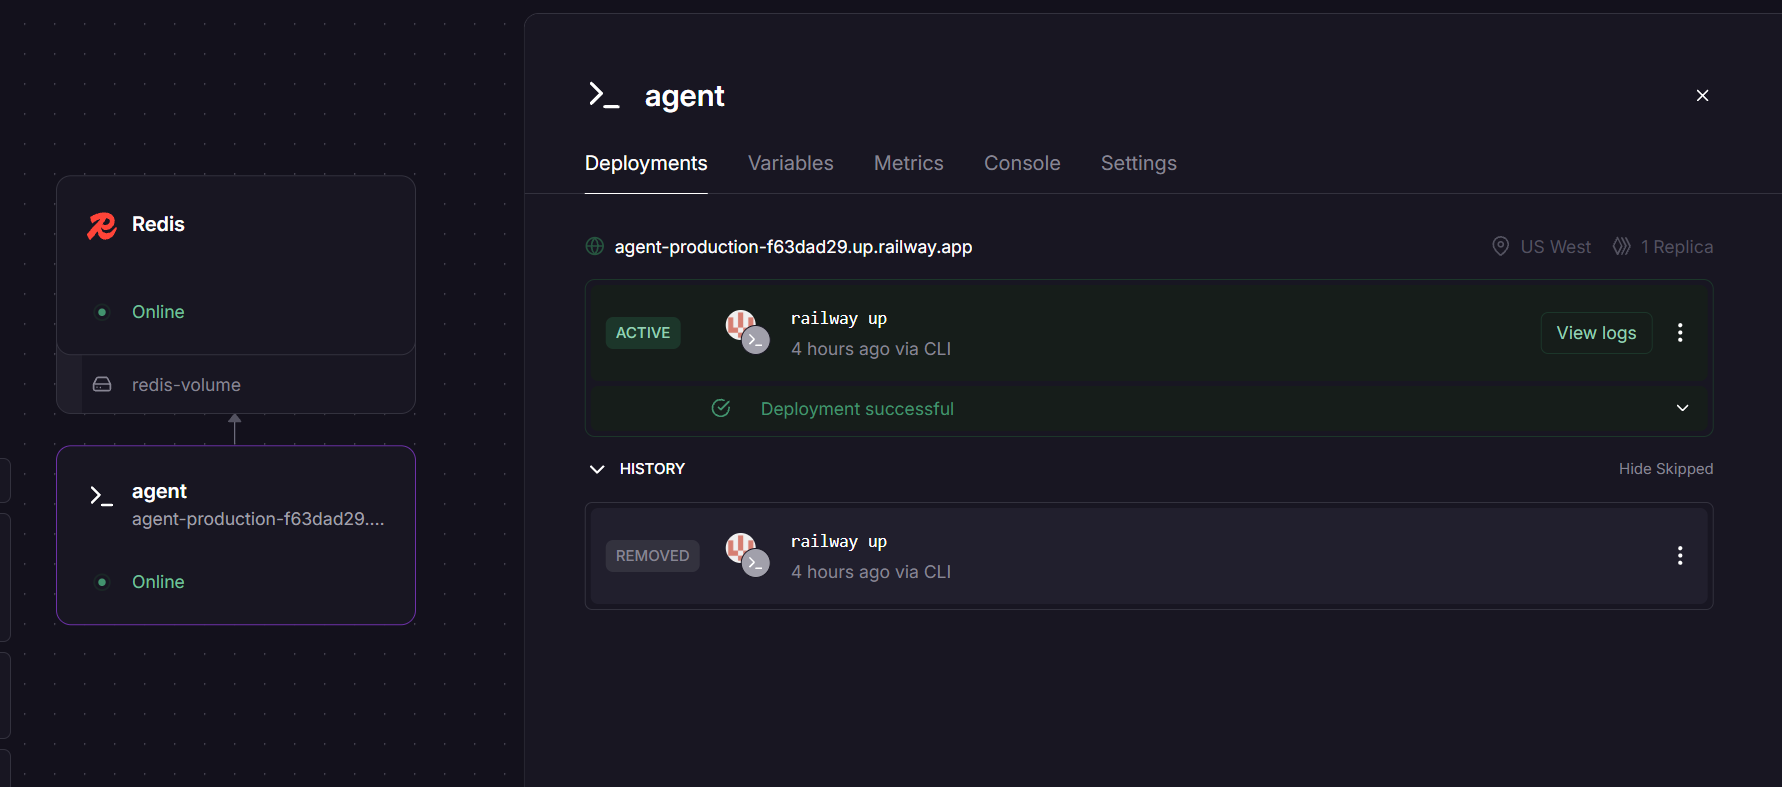 Redis
Online
redis-volume
agent
agent-production-f63dad29....
Online
agent
Deployments Variables Metrics Console Settings
agent-production-f63dad29.up.railway.app US West 1 Replica
ACTIVE railway up View logs
4 hours ago via CLI
Deployment successful
HISTORY Hide Skipped
REMOVED railway up
4 hours ago via CLI